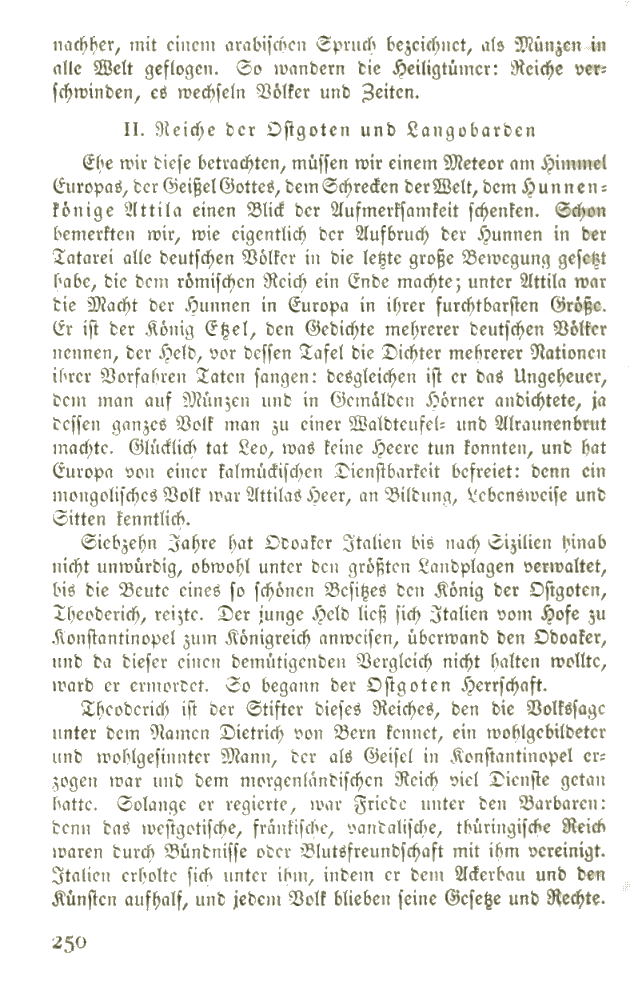 nachher, mit einem arabischen Spruch bezeichnet, als Münzen in
alle Welt geflogen. So wandern die Heiligtümer: Reiche ver-
schwinden, es wechseln Völker und Zeiten.
II. Reiche der Ostgoten und Langobarden
Ehe wir diese betrachten, müssen wir einem Meteor am Himmel
Europas, der Geißel Gottes, dem Schrecken der Welt, dem Hunnen-
könige Attila einen Blick der Aufmerksamkeit schenken. Schon
bemerkten wir, wie eigentlich der Aufbruch der Hunnen in der
Tatarei alle deutschen Völker in die letzte große Bewegung gesetzt
habe, die dem römischen Reich ein Ende machte; unter Attila war
die Macht der Hunnen in Europa in ihrer furchtbarsten Größe.
Er ist der König Etzel, den Gedichte mehrerer deutschen Völker
nennen, der Held, vor dessen Tafel die Dichter mehrerer Nationen
ihrer Vorfahren Taten sangen: desgleichen ist er das Ungeheuer,
dem man auf Münzen und in Gemälden Hörner andichtete, ja
dessen ganzes Volk man zu einer Waldteufel- und Alraunenbrut
machte. Glücklich tat Leo, was keine Heere tun konnten, und hat
Europa von einer kalmückischen Dienstbarkeit befreiet: denn ein
mongolisches Volk war Attilas Heer, an Bildung, Lebensweise und
Sitten kenntlich.
Siebzehn Jahre hat Odoaker Italien bis nach Sizilien hinab
nicht unwürdig, obwohl unter den größten Landplagen verwaltet,
bis die Beute eines so schönen Besitzes den König der Ostgoten,
Theoderich, reizte. Der junge Held ließ sich Italien vom Hofe zu
Konstantinopel zum Königreich anweisen, überwand den Odoaker,
und da dieser einen demütigenden Vergleich nicht halten wollte,
ward er ermordet. So begann der Ostgoten Herrschaft.
Theoderich ist der Stifter dieses Reiches, den die Volkssage
unter dem Namen Dietrich von Bern kennet, ein wohlgebildeter
und wohlgesinnter Mann, der als Geisel in Konstantinopel er-
zogen war und dem morgenländischen Reich viel Dienste getan
hatte. Solange er regierte, war Friede unter den Barbaren:
denn das westgotische, fränkische, vandalische, thüringische Reich
waren durch Bündnisse oder Blutsfreundschaft mit ihm vereinigt.
Italien erholte sich unter ihm, indem er dem Ackerbau und den
Künsten aufhalf, und jedem Volk blieben seine Gesetze und Rechte.
250